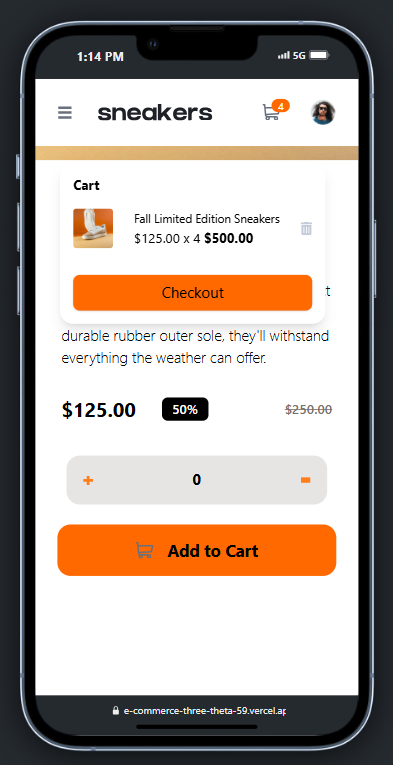 1:14 PM
5G
sneakers
4
Cart
Fall Limited Edition Sneakers
$125.00 x 4 $500.00
Checkout
t
durable rubber outer sole, they'll withstand
everything the weather can offer.
$125.00
50%
$250.00
+ 0 -
Add to Cart
e-commerce-three-theta-59.vercel.ap